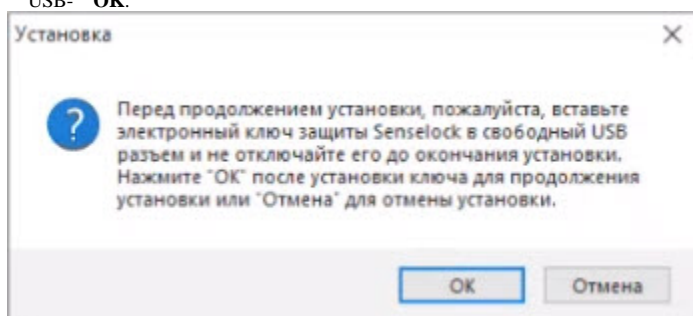 USB- OK.
Установка
Перед продолжением установки, пожалуйста, вставьте
электронный ключ защиты Senselock в свободный USB
разъем и не отключайте его до окончания установки.
Нажмите "ОК" после установки ключа для продолжения
установки или "Отмена" для отмены установки.
ОК Отмена